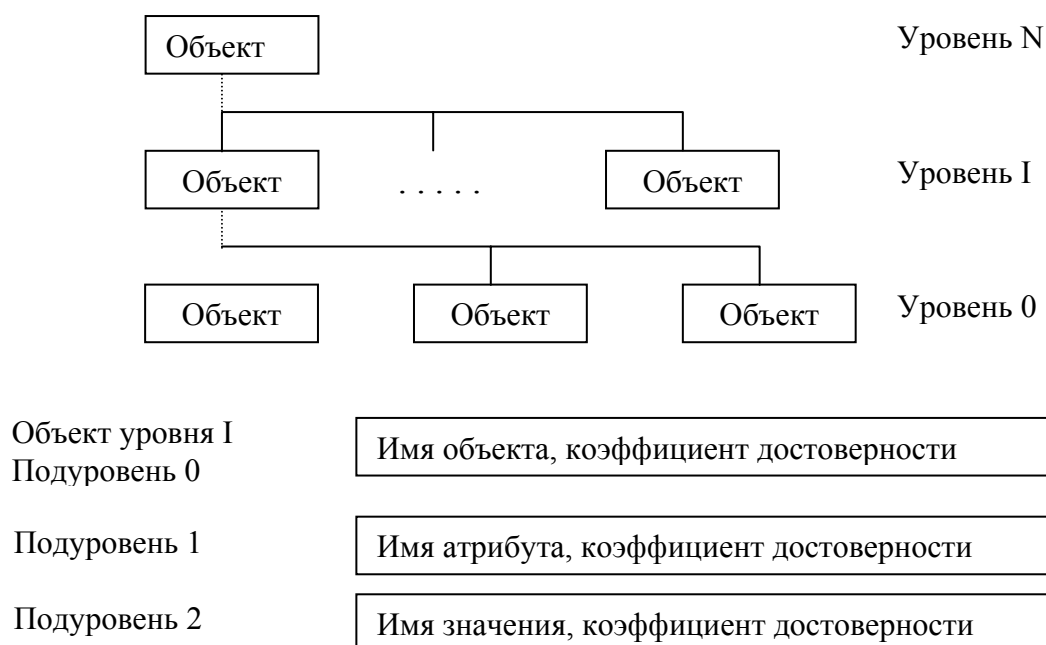 Объект Уровень N
Объект . . . . . Объект Уровень I
Объект Объект Объект Уровень 0
Объект уровня I
Подуровень 0
Имя объекта, коэффициент достоверности
Подуровень 1 Имя атрибута, коэффициент достоверности
Подуровень 2 Имя значения, коэффициент достоверности